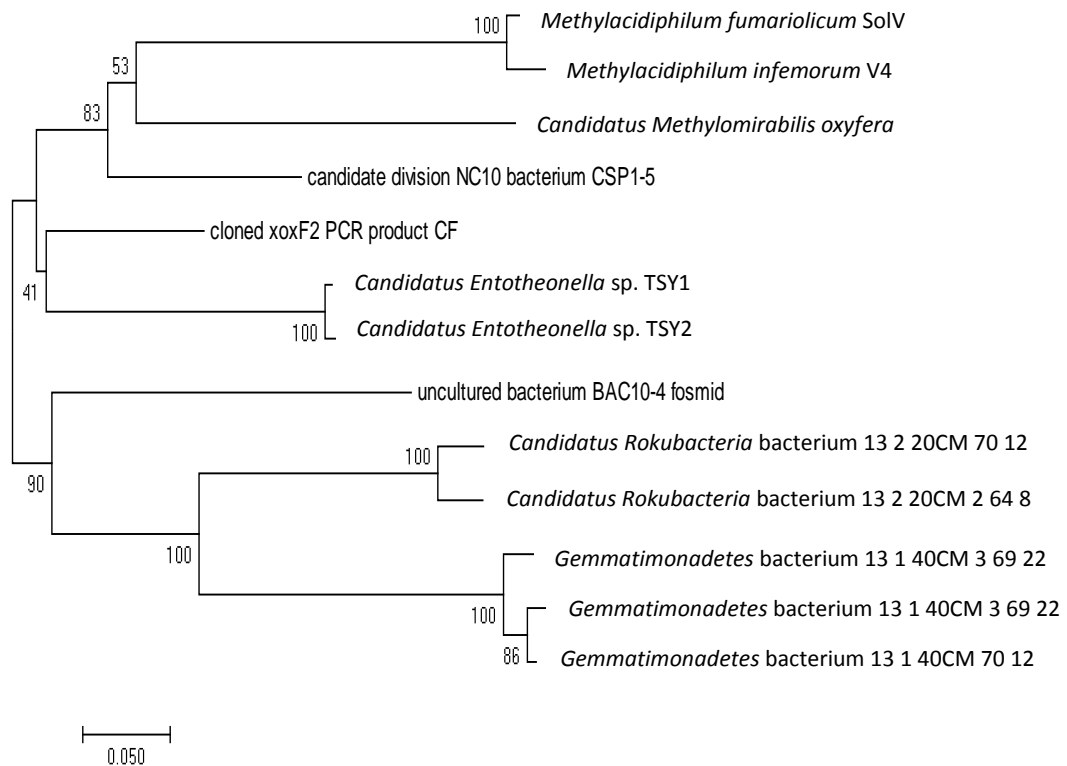 100
Methylacidiphilum fumariolicum SolV
53
Methylacidiphilum infemorum V4
83
Candidatus Methylomirabilis oxyfera
candidate division NC10 bacterium CSP1-5
cloned xoxF2 PCR product CF
41
Candidatus Entotheonella sp. TSY1
100
Candidatus Entotheonella sp. TSY2
uncultured bacterium BAC10-4 fosmid
90
100
Candidatus Rokubacteria bacterium 13 2 20CM 70 12
Candidatus Rokubacteria bacterium 13 2 20CM 2 64 8
100
Gemmatimonadetes bacterium 13 1 40CM 3 69 22
100
Gemmatimonadetes bacterium 13 1 40CM 3 69 22
86
Gemmatimonadetes bacterium 13 1 40CM 70 12
0.050